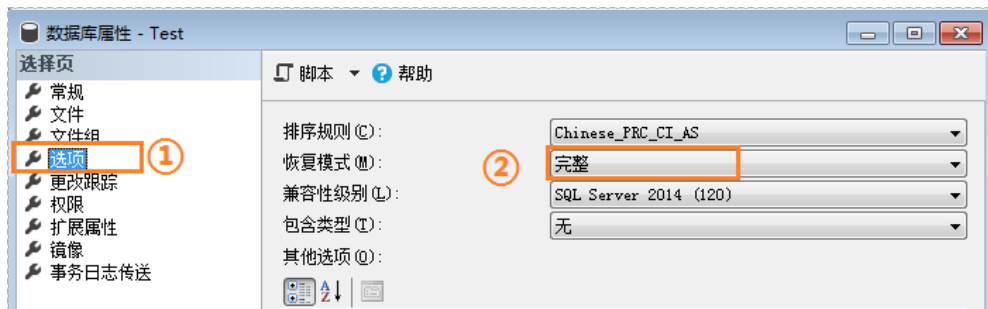 数据库属性 - Test
选择页
常规
文件
文件组
选项
更改跟踪
权限
扩展属性
镜像
事务日志传送
①
脚本 帮助
排序规则(C): Chinese_PRC_CI_AS
恢复模式(M): ② 完整
兼容性级别(L): SQL Server 2014 (120)
包含类型(T): 无
其他选项(O):